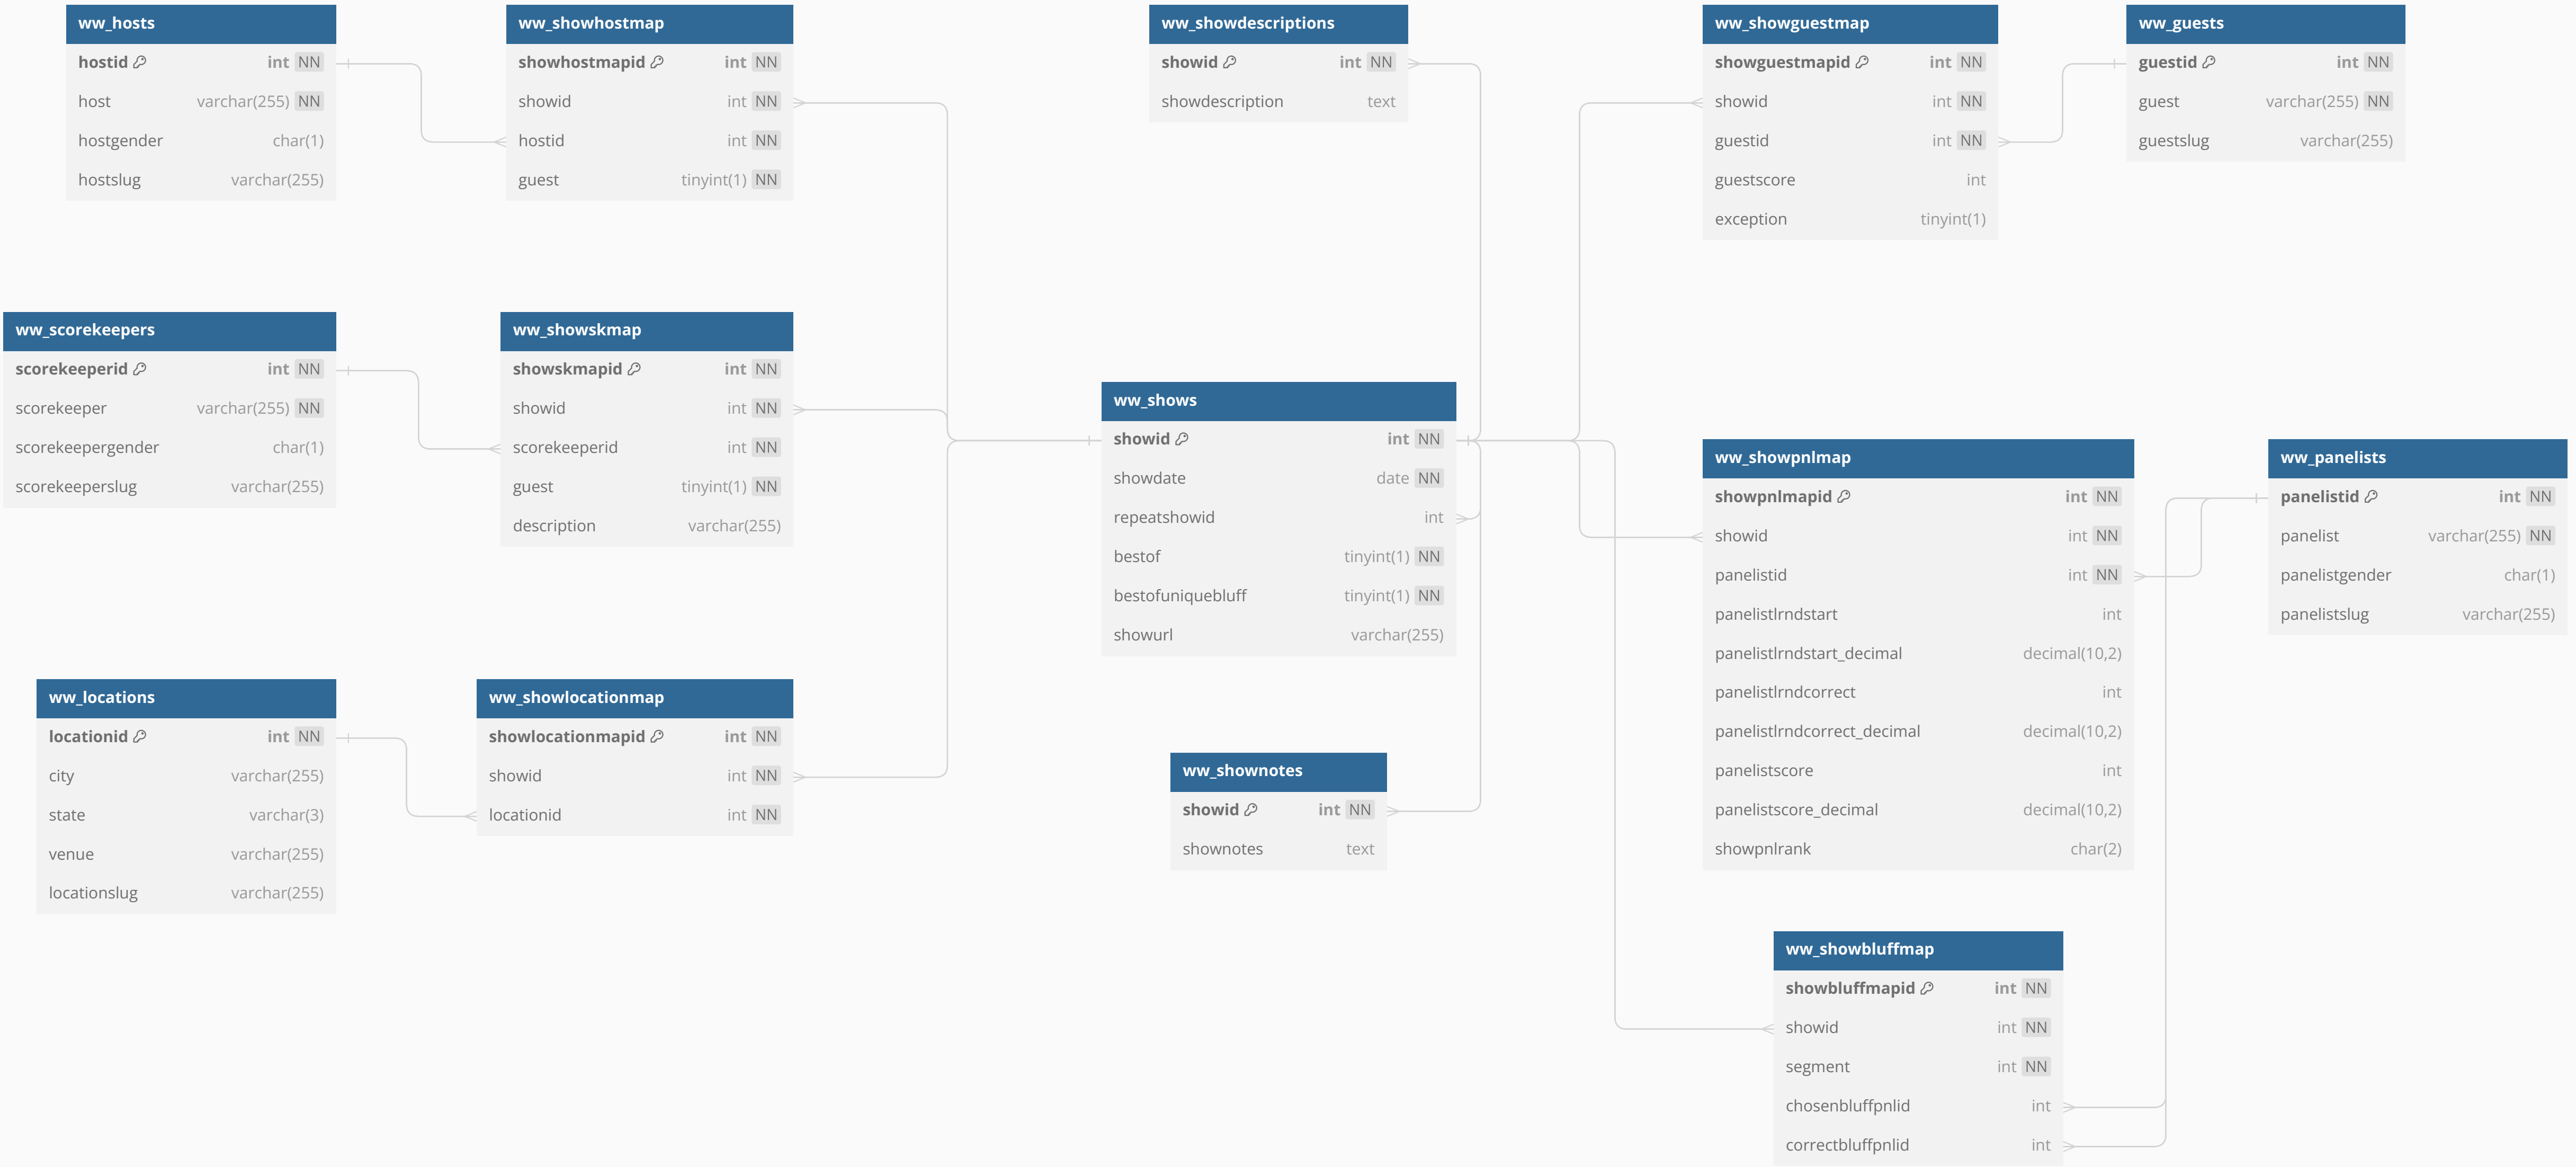 ww_hosts
hostid int NN
host varchar(255) NN
hostgender char(1)
hostslug varchar(255)
ww_showhostmap
showhostmapid int NN
showid int NN
hostid int NN
guest tinyint(1) NN
ww_showdescriptions
showid int NN
showdescription text
ww_showguestmap
showguestmapid int NN
showid int NN
guestid int NN
guestscore int
exception tinyint(1)
ww_guests
guestid int NN
guest varchar(255) NN
guestslug varchar(255)
ww_scorekeepers
scorekeeperid int NN
scorekeeper varchar(255) NN
scorekeepergender char(1)
scorekeeperslug varchar(255)
ww_showskmap
showskmapid int NN
showid int NN
scorekeeperid int NN
guest tinyint(1) NN
description varchar(255)
ww_shows
showid int NN
showdate date NN
repeatshowid int
bestof tinyint(1) NN
bestofuniquebluff tinyint(1) NN
showurl varchar(255)
ww_showpnlmap
showpnlmapid int NN
showid int NN
panelistid int NN
panelistlrndstart int
panelistlrndstart_decimal decimal(10,2)
panelistlrndcorrect int
panelistlrndcorrect_decimal decimal(10,2)
panelistscore int
panelistscore_decimal decimal(10,2)
showpnlrank char(2)
ww_panelists
panelistid int NN
panelist varchar(255) NN
panelistgender char(1)
panelistslug varchar(255)
ww_locations
locationid int NN
city varchar(255)
state varchar(3)
venue varchar(255)
locationslug varchar(255)
ww_showlocationmap
showlocationmapid int NN
showid int NN
locationid int NN
ww_shownotes
showid int NN
shownotes text
ww_showbluffmap
showbluffmapid int NN
showid int NN
segment int NN
chosenbluffpnlid int
correctbluffpnlid int